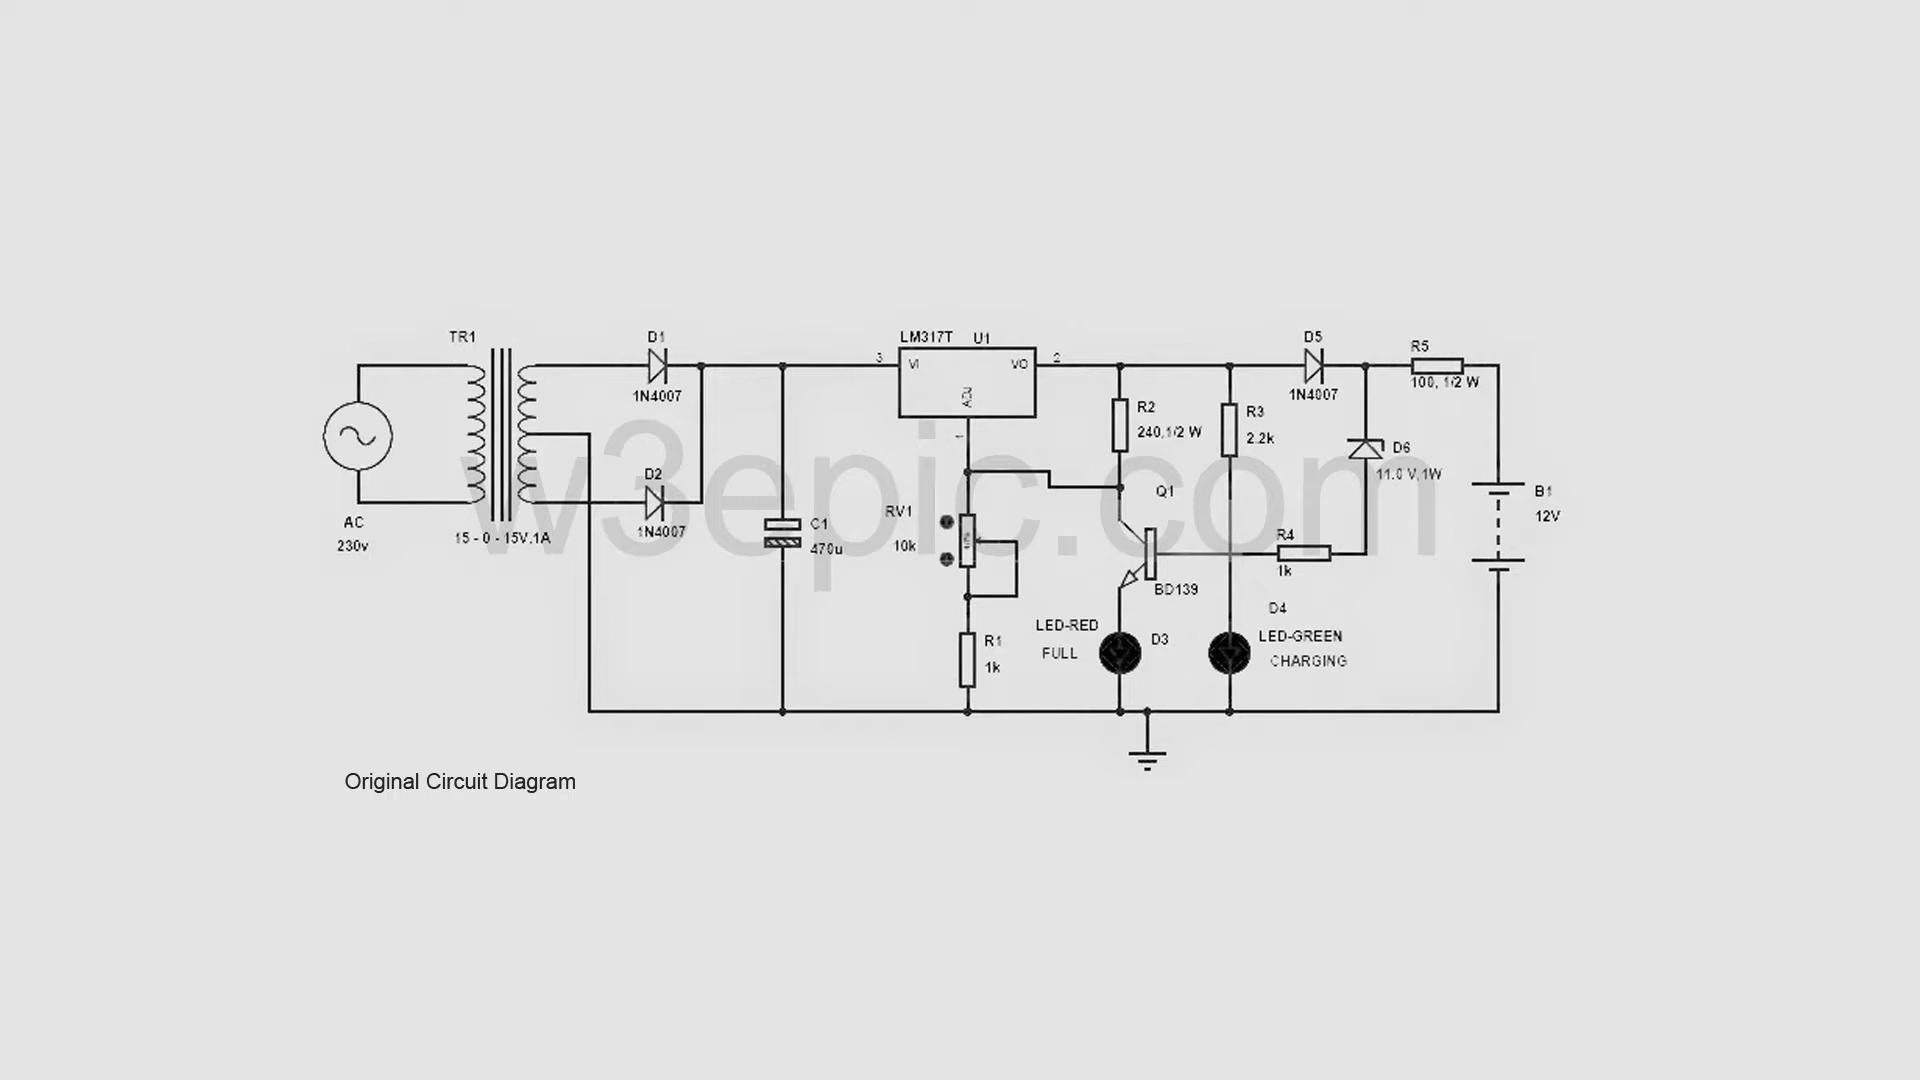 TR1
AC
230v
15 - 0 - 15V,1A
D1
1N4007
D2
1N4007
C1
470u
LM317T
U1
3
VI
VO
2
ADJ
1
RV1
10k
R1
1k
R2
240,1/2 W
R3
2.2k
Q1
BD139
LED-RED
FULL
D3
D4
LED-GREEN
CHARGING
R4
1k
D5
1N4007
D6
11.0 V,1W
R5
100, 1/2 W
B1
12V
w3epic.com
Original Circuit Diagram